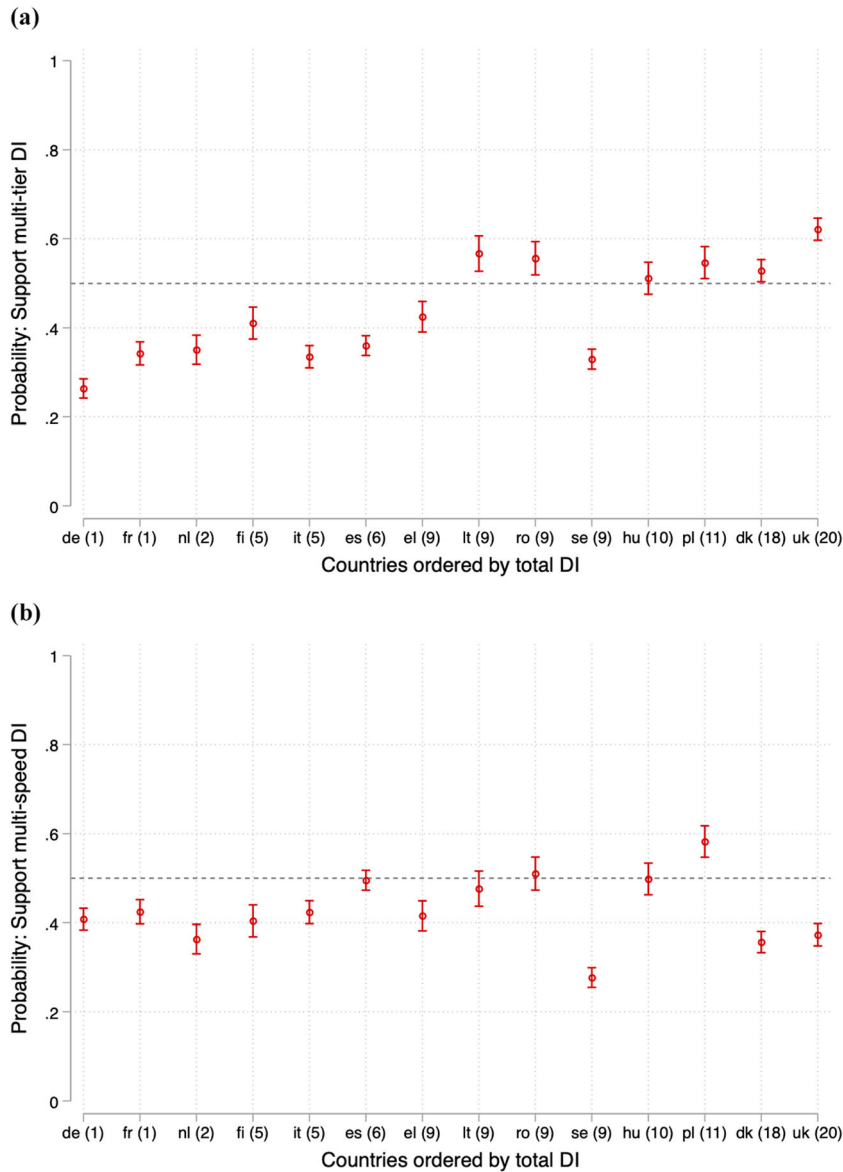 (a)
Probability: Support multi-tier DI
1
.8
.6
.4
.2
0
de (1) fr (1) nl (2) fi (5) it (5) es (6) el (9) lt (9) ro (9) se (9) hu (10) pl (11) dk (18) uk (20)
Countries ordered by total DI
(b)
Probability: Support multi-speed DI
1
.8
.6
.4
.2
0
de (1) fr (1) nl (2) fi (5) it (5) es (6) el (9) lt (9) ro (9) se (9) hu (10) pl (11) dk (18) uk (20)
Countries ordered by total DI